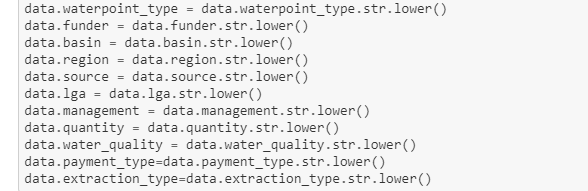 data.waterpoint_type = data.waterpoint_type.str.lower()
data.funder = data.funder.str.lower()
data.basin = data.basin.str.lower()
data.region = data.region.str.lower()
data.source = data.source.str.lower()
data.lga = data.lga.str.lower()
data.management = data.management.str.lower()
data.quantity = data.quantity.str.lower()
data.water_quality = data.water_quality.str.lower()
data.payment_type=data.payment_type.str.lower()
data.extraction_type=data.extraction_type.str.lower()